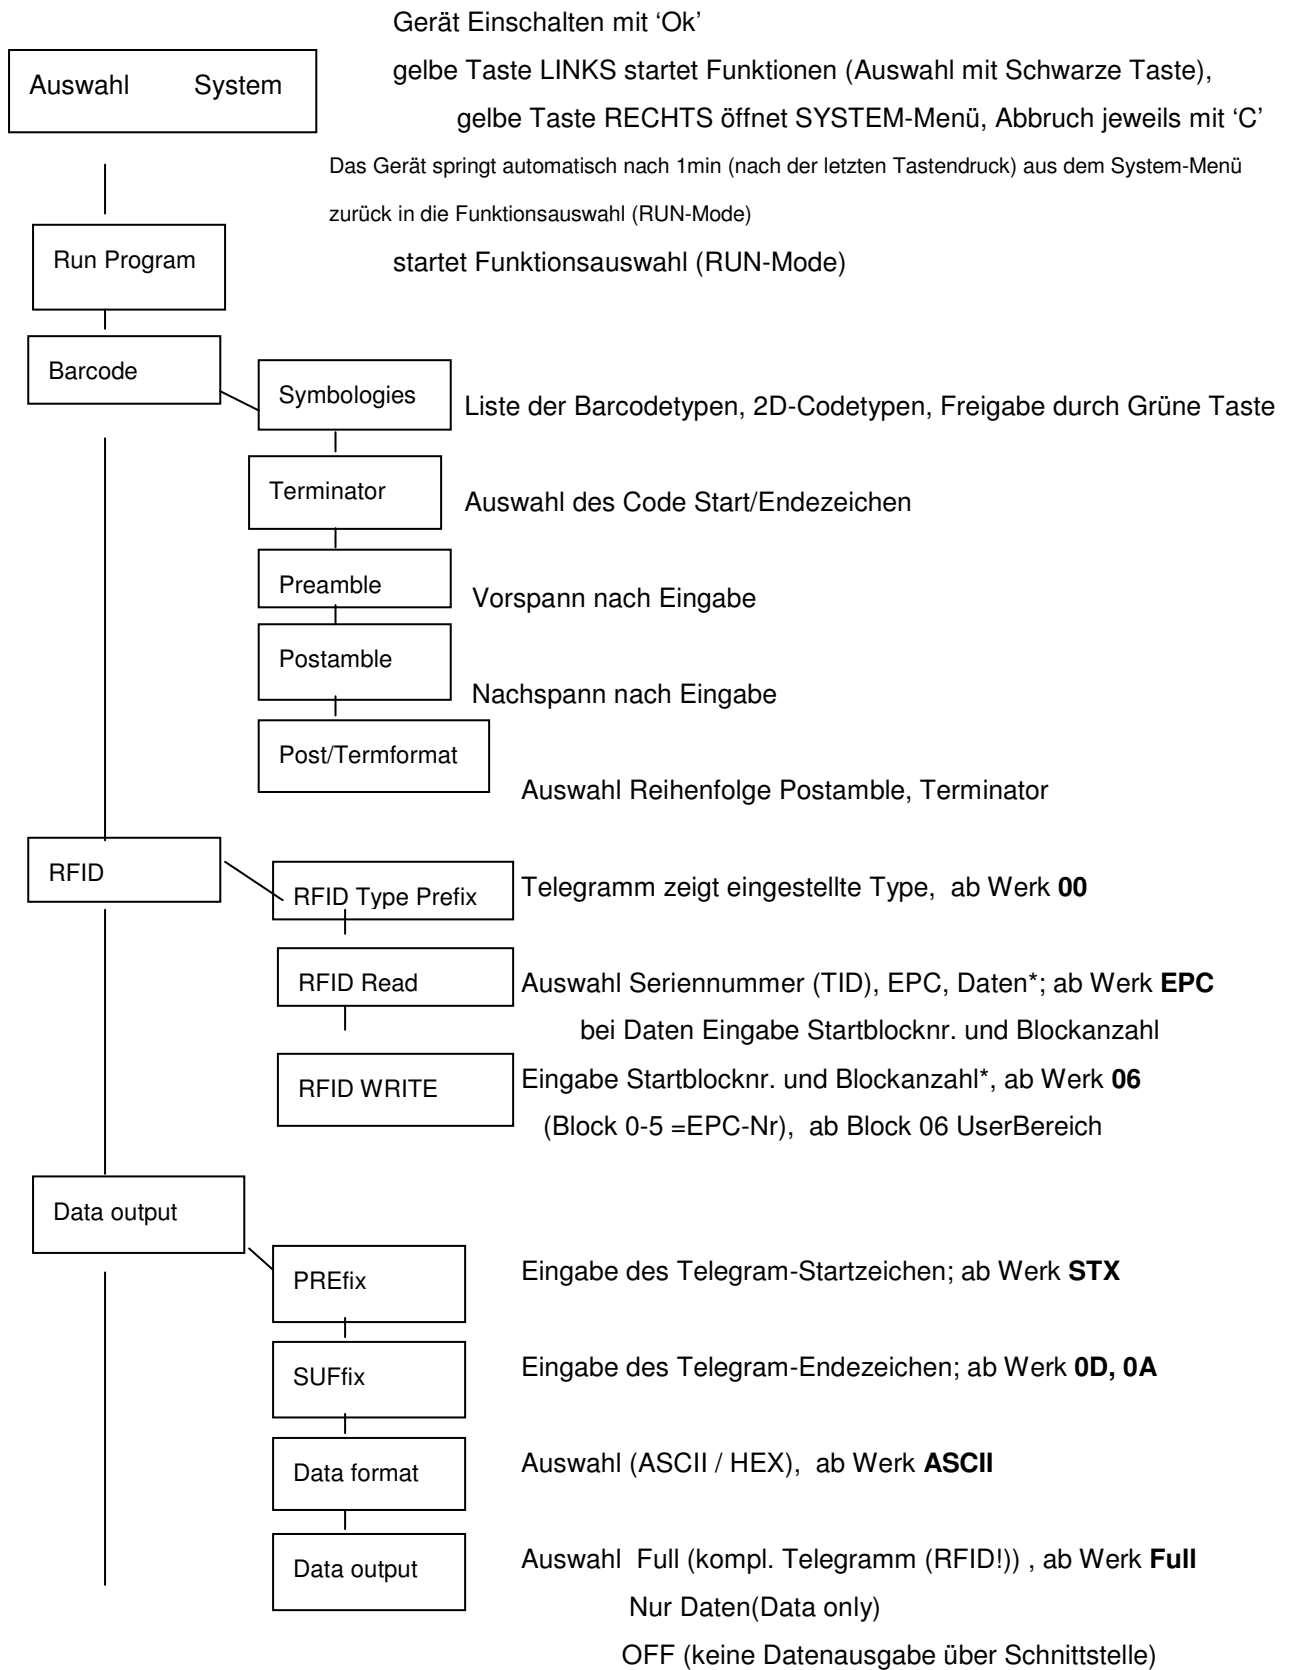 Gerät Einschalten mit ‘Ok’
Auswahl System
gelbe Taste LINKS startet Funktionen (Auswahl mit Schwarze Taste),
gelbe Taste RECHTS öffnet SYSTEM-Menü, Abbruch jeweils mit ‘C’
Das Gerät springt automatisch nach 1min (nach der letzten Tastendruck) aus dem System-Menü
zurück in die Funktionsauswahl (RUN-Mode)
Run Program
startet Funktionsauswahl (RUN-Mode)
Barcode
Symbologies
Liste der Barcodetypen, 2D-Codetypen, Freigabe durch Grüne Taste
Terminator
Auswahl des Code Start/Endezeichen
Preamble
Vorspann nach Eingabe
Postamble
Nachspann nach Eingabe
Post/Termformat
Auswahl Reihenfolge Postamble, Terminator
RFID
RFID Type Prefix
Telegramm zeigt eingestellte Type, ab Werk 00
RFID Read
Auswahl Seriennummer (TID), EPC, Daten*; ab Werk EPC
bei Daten Eingabe Startblocknr. und Blockanzahl
RFID WRITE
Eingabe Startblocknr. und Blockanzahl*, ab Werk 06
(Block 0-5 =EPC-Nr), ab Block 06 UserBereich
Data output
PREfix
Eingabe des Telegram-Startzeichen; ab Werk STX
SUFfix
Eingabe des Telegram-Endezeichen; ab Werk 0D, 0A
Data format
Auswahl (ASCII / HEX), ab Werk ASCII
Data output
Auswahl Full (kompl. Telegramm (RFID!)) , ab Werk Full
Nur Daten(Data only)
OFF (keine Datenausgabe über Schnittstelle)